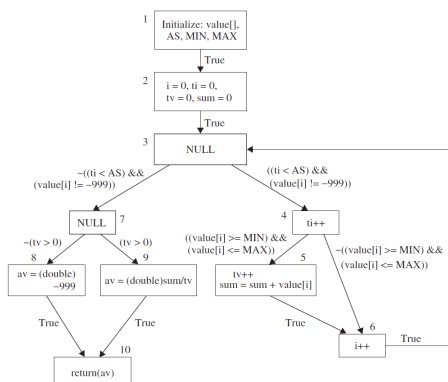 1
Initialize: value[],
AS, MIN, MAX
True
2
i = 0, ti = 0,
tv = 0, sum = 0
True
3
NULL
~((ti < AS) &&
(value[i] != −999))
((ti < AS) &&
(value[i] != −999))
NULL
7
4
ti++
~(tv > 0)
(tv > 0)
((value[i] >= MIN) &&
(value[i] <= MAX))
~((value[i] >= MIN) &&
(value[i] <= MAX))
8
9
5
av = (double)
−999
av = (double)sum/tv
tv++
sum = sum + value[i]
True
True
True
6
i++
True
10
return(av)